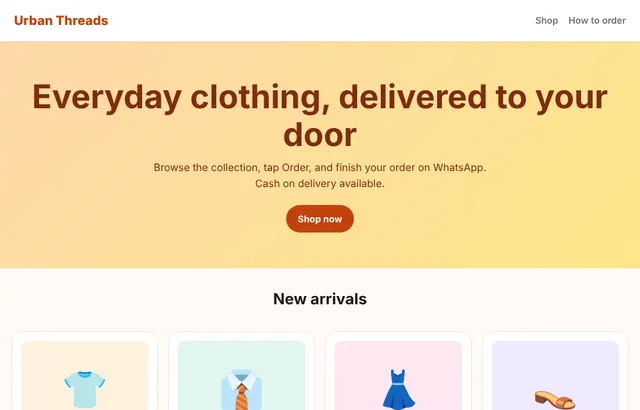 Urban Threads
Shop How to order
Everyday clothing, delivered to your
door
Browse the collection, tap Order, and finish your order on WhatsApp.
Cash on delivery available.
Shop now
New arrivals